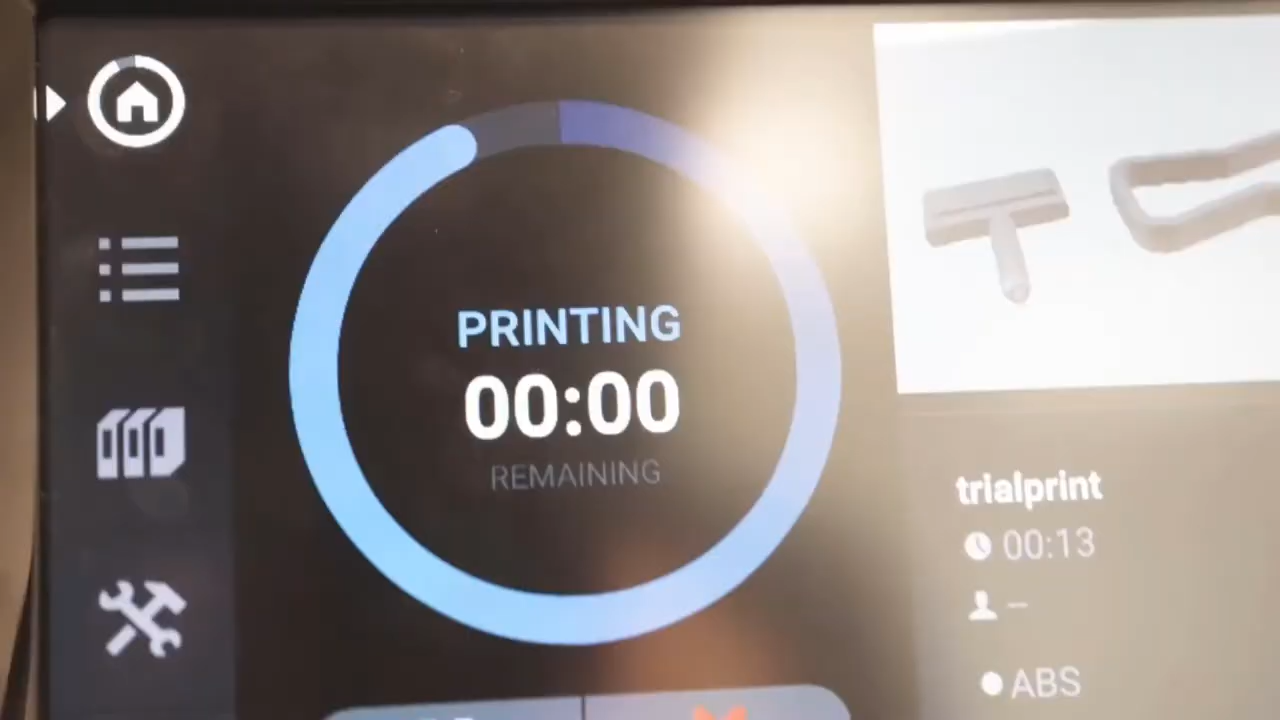 PRINTING
00:00
REMAINING
trialprint
00:13
–
ABS